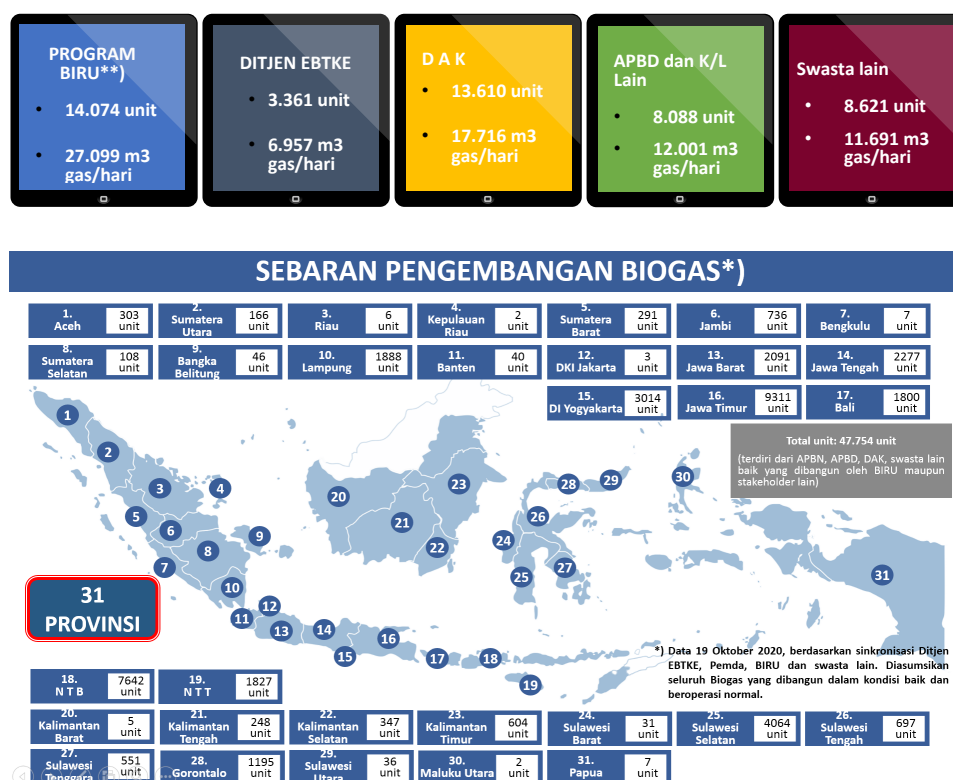 PROGRAM
BIRU**)
• 14.074 unit
• 27.099 m3
gas/hari
DITJEN EBTKE
• 3.361 unit
• 6.957 m3
gas/hari
D A K
• 13.610 unit
• 17.716 m3
gas/hari
APBD dan K/L
Lain
• 8.088 unit
• 12.001 m3
gas/hari
Swasta lain
• 8.621 unit
• 11.691 m3
gas/hari
SEBARAN PENGEMBANGAN BIOGAS*)
1.
Aceh
303
unit
2.
Sumatera
Utara
166
unit
3.
Riau
6
unit
4.
Kepulauan
Riau
2
unit
5.
Sumatera
Barat
291
unit
6.
Jambi
736
unit
7.
Bengkulu
7
unit
8.
Sumatera
Selatan
108
unit
9.
Bangka
Belitung
46
unit
10.
Lampung
1888
unit
11.
Banten
40
unit
12.
DKI Jakarta
3
unit
13.
Jawa Barat
2091
unit
14.
Jawa Tengah
2277
unit
15.
DI Yogyakarta
3014
unit
16.
Jawa Timur
9311
unit
17.
Bali
1800
unit
Total unit: 47.754 unit
(terdiri dari APBN, APBD, DAK, swasta lain
baik yang dibangun oleh BIRU maupun
stakeholder lain)
1
2
3
4
5
6
7
8
9
10
11
12
13
14
15
16
17
18
19
20
21
22
23
24
25
26
27
28
29
30
31
31
PROVINSI
*) Data 19 Oktober 2020, berdasarkan sinkronisasi Ditjen
EBTKE, Pemda, BIRU dan swasta lain. Diasumsikan
seluruh Biogas yang dibangun dalam kondisi baik dan
beroperasi normal.
18.
N T B
7642
unit
19.
N T T
1827
unit
20.
Kalimantan
Barat
5
unit
21.
Kalimantan
Tengah
248
unit
22.
Kalimantan
Selatan
347
unit
23.
Kalimantan
Timur
604
unit
24.
Sulawesi
Barat
31
unit
25.
Sulawesi
Selatan
4064
unit
26.
Sulawesi
Tengah
697
unit
27.
Sulawesi
Tenggara
551
unit
28.
Gorontalo
1195
unit
29.
Sulawesi
Utara
36
unit
30.
Maluku Utara
2
unit
31.
Papua
7
unit